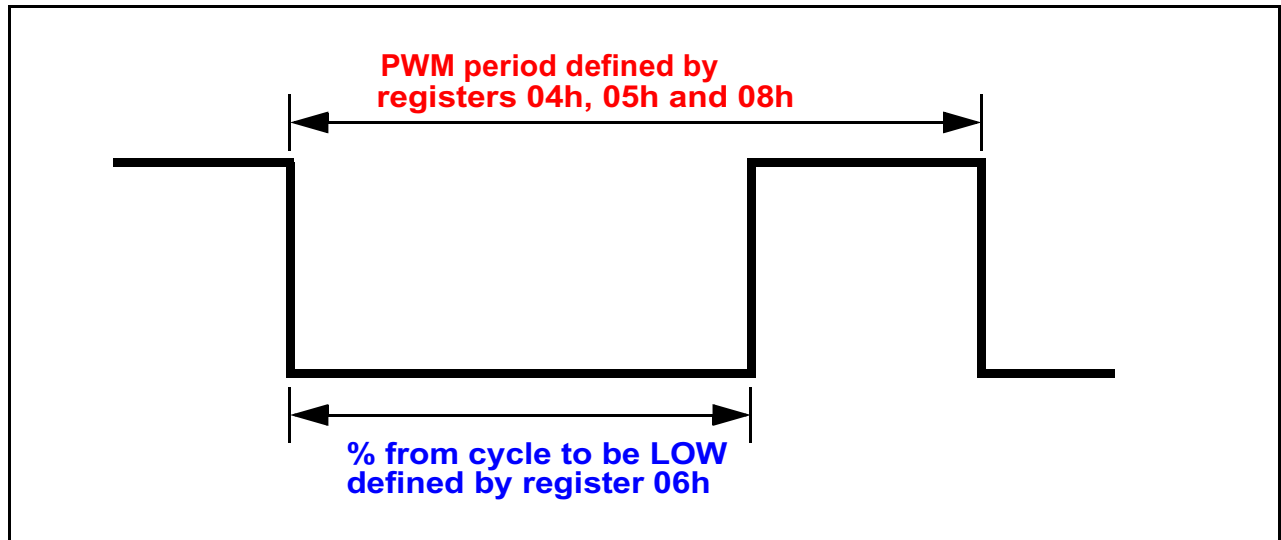 PWM period defined by
registers 04h, 05h and 08h
% from cycle to be LOW
defined by register 06h